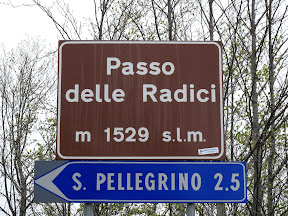 Passo
delle Radici
m 1529 s.l.m.
S. PELLEGRINO 2.5